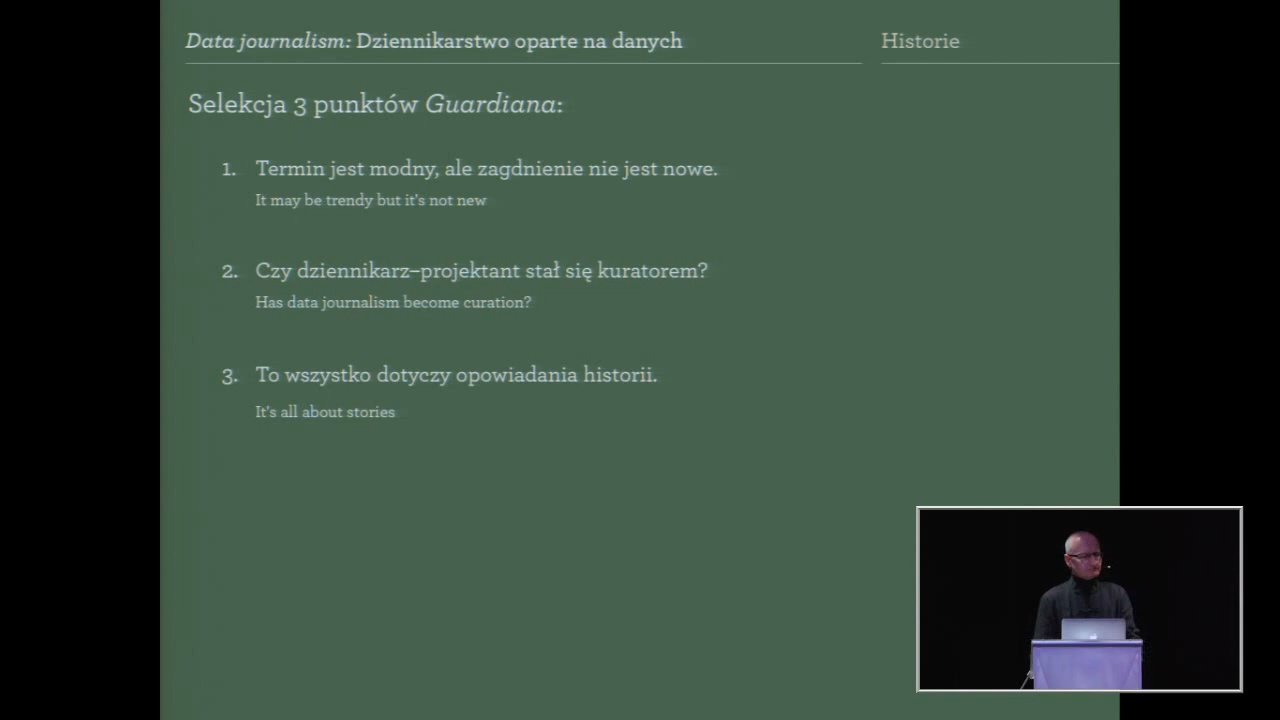 Data journalism: Dziennikarstwo oparte na danych
Historie
Selekcja 3 punktów Guardiana:
1. Termin jest modny, ale zagdnienie nie jest nowe.
It may be trendy but it's not new
2. Czy dziennikarz–projektant stał się kuratorem?
Has data journalism become curation?
3. To wszystko dotyczy opowiadania historii.
It's all about stories